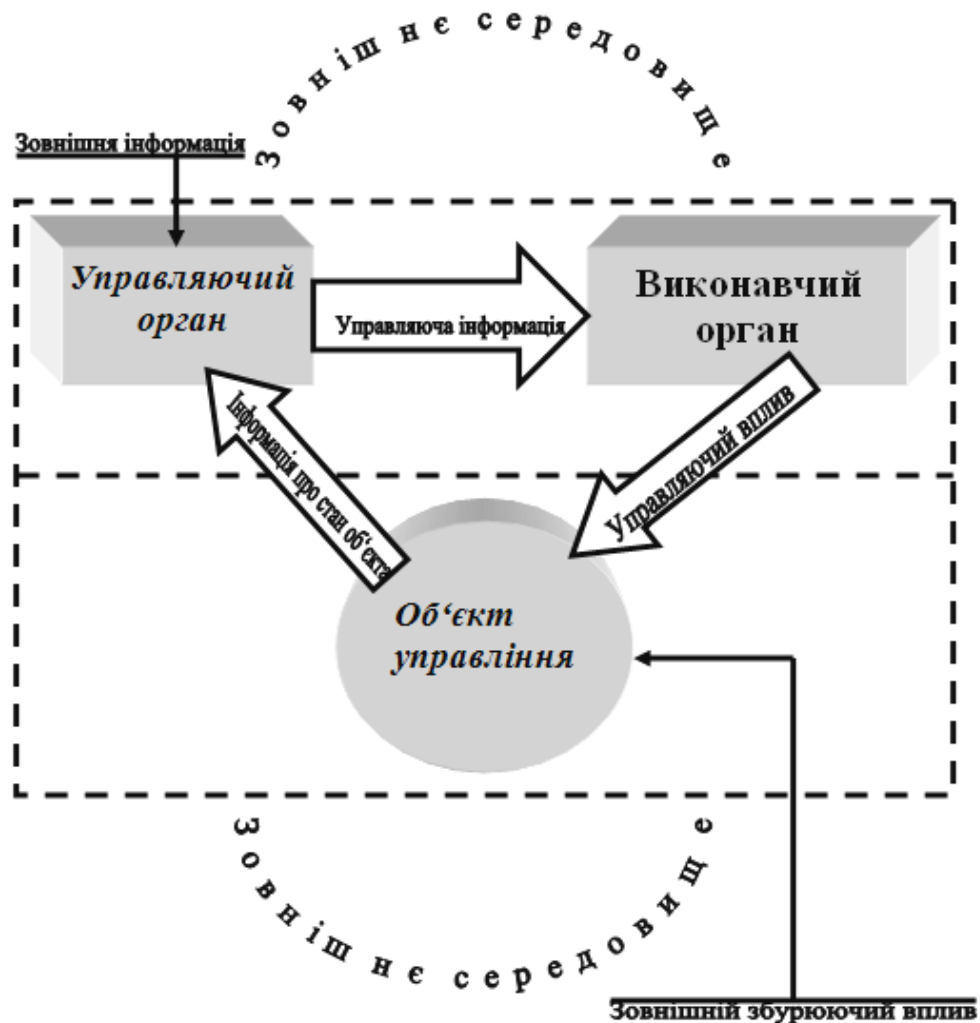 Зовнішнє середовище
Зовнішня інформація
Управляючий
орган
Виконавчий
орган
Управляюча інформація
Інформація про стан об‘єкта
Управляючий вплив
Об‘єкт
управління
Зовнішнє середовище
Зовнішній збурюючий вплив